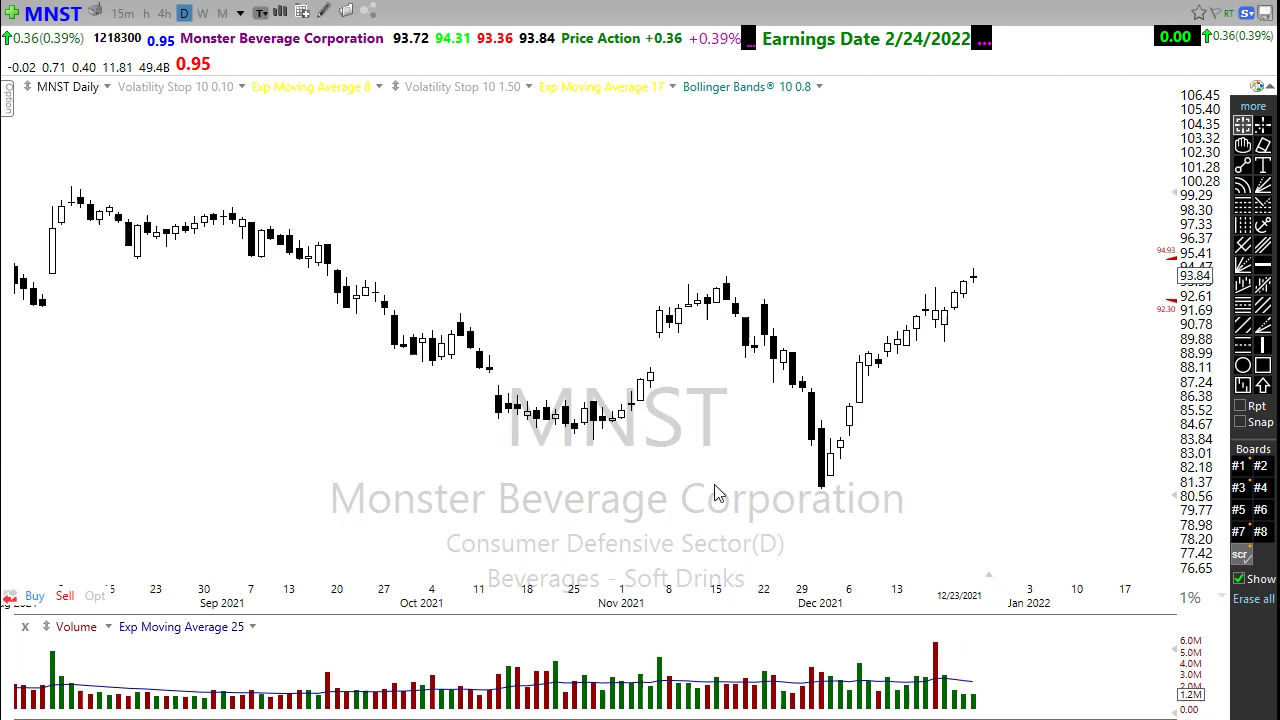 MNST 15m h 4h D W M T RT S
0.36(0.39%) 1218300 0.95 Monster Beverage Corporation 93.72 94.31 93.36 93.84 Price Action +0.36 +0.39% ... Earnings Date 2/24/2022 ... 0.00 0.36(0.39%)
-0.02 0.71 0.40 11.81 49.4B 0.95
Option MNST Daily Volatility Stop 10 0.10 Exp Moving Average 8 Volatility Stop 10 1.50 Exp Moving Average 17 Bollinger Bands® 10 0.8
106.45
105.40
104.35
103.32
102.30
101.28
100.28
99.29
98.30
97.33
96.37
95.41
94.93
93.84
92.61
92.30
91.69
90.78
89.88
88.99
88.11
87.24
86.38
85.52
84.67
83.84
83.01
82.18
81.37
80.56
79.77
78.98
78.20
77.42
76.65
more
Rpt
Snap
Boards
#1 #2
#3 #4
#5 #6
#7 #8
scr
Show
Erase all
MNST
Monster Beverage Corporation
Consumer Defensive Sector(D)
Beverages - Soft Drinks
Buy Sell Opt
23 30 7 13 20 27 4 11 18 25 8 15 22 29 6 13 12/23/2021 3 10 17
Sep 2021 Oct 2021 Nov 2021 Dec 2021 Jan 2022
1%
x Volume Exp Moving Average 25
6.0M
5.0M
4.0M
3.0M
1.2M
0.00